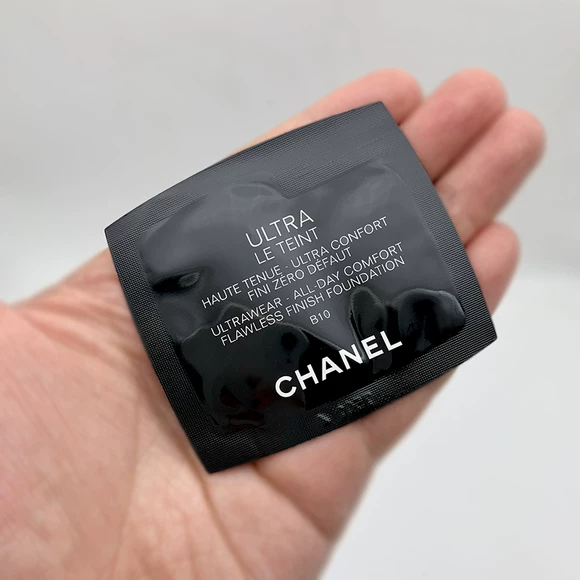 ULTRA
LE TEINT
HAUTE TENUE - ULTRA CONFORT
FINI ZÉRO DÉFAUT
ULTRAWEAR - ALL-DAY COMFORT
FLAWLESS FINISH FOUNDATION
B10
CHANEL